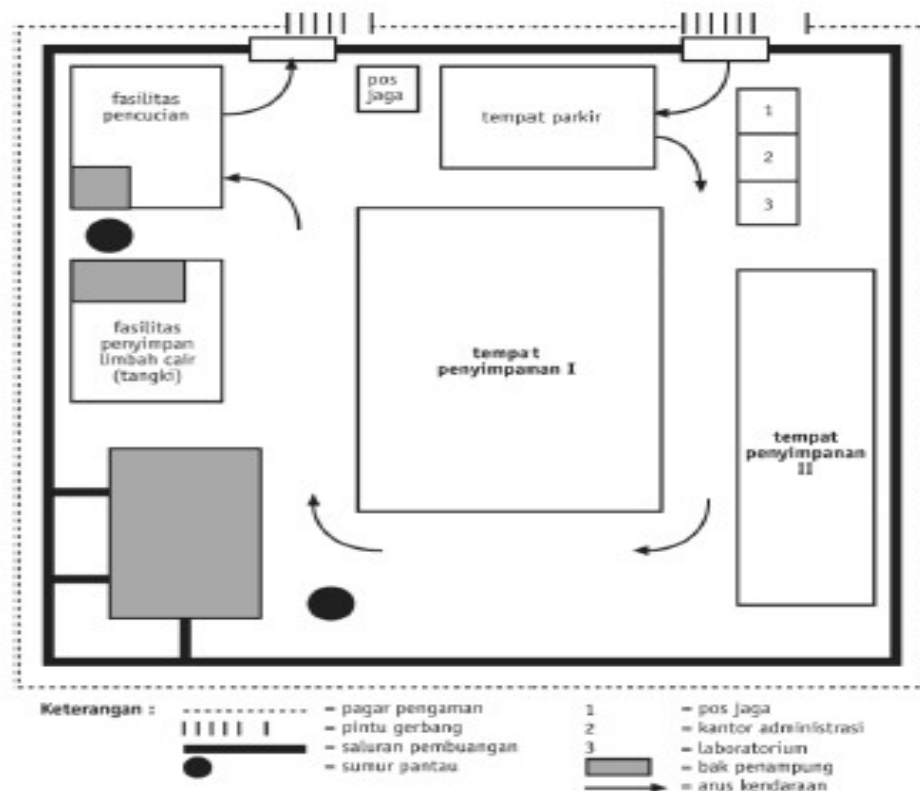 fasilitas
pencucian
pos
jaga
tempat parkir
1
2
3
fasilitas
penyimpan
limbah cair
(tangki)
tempat
penyimpanan I
tempat
penyimpanan
II
Keterangan :
= pagar pengaman
= pintu gerbang
= saluran pembuangan
= sumur pantau
1 = pos jaga
2 = kantor administrasi
3 = laboratorium
= bak penampung
= arus kendaraan